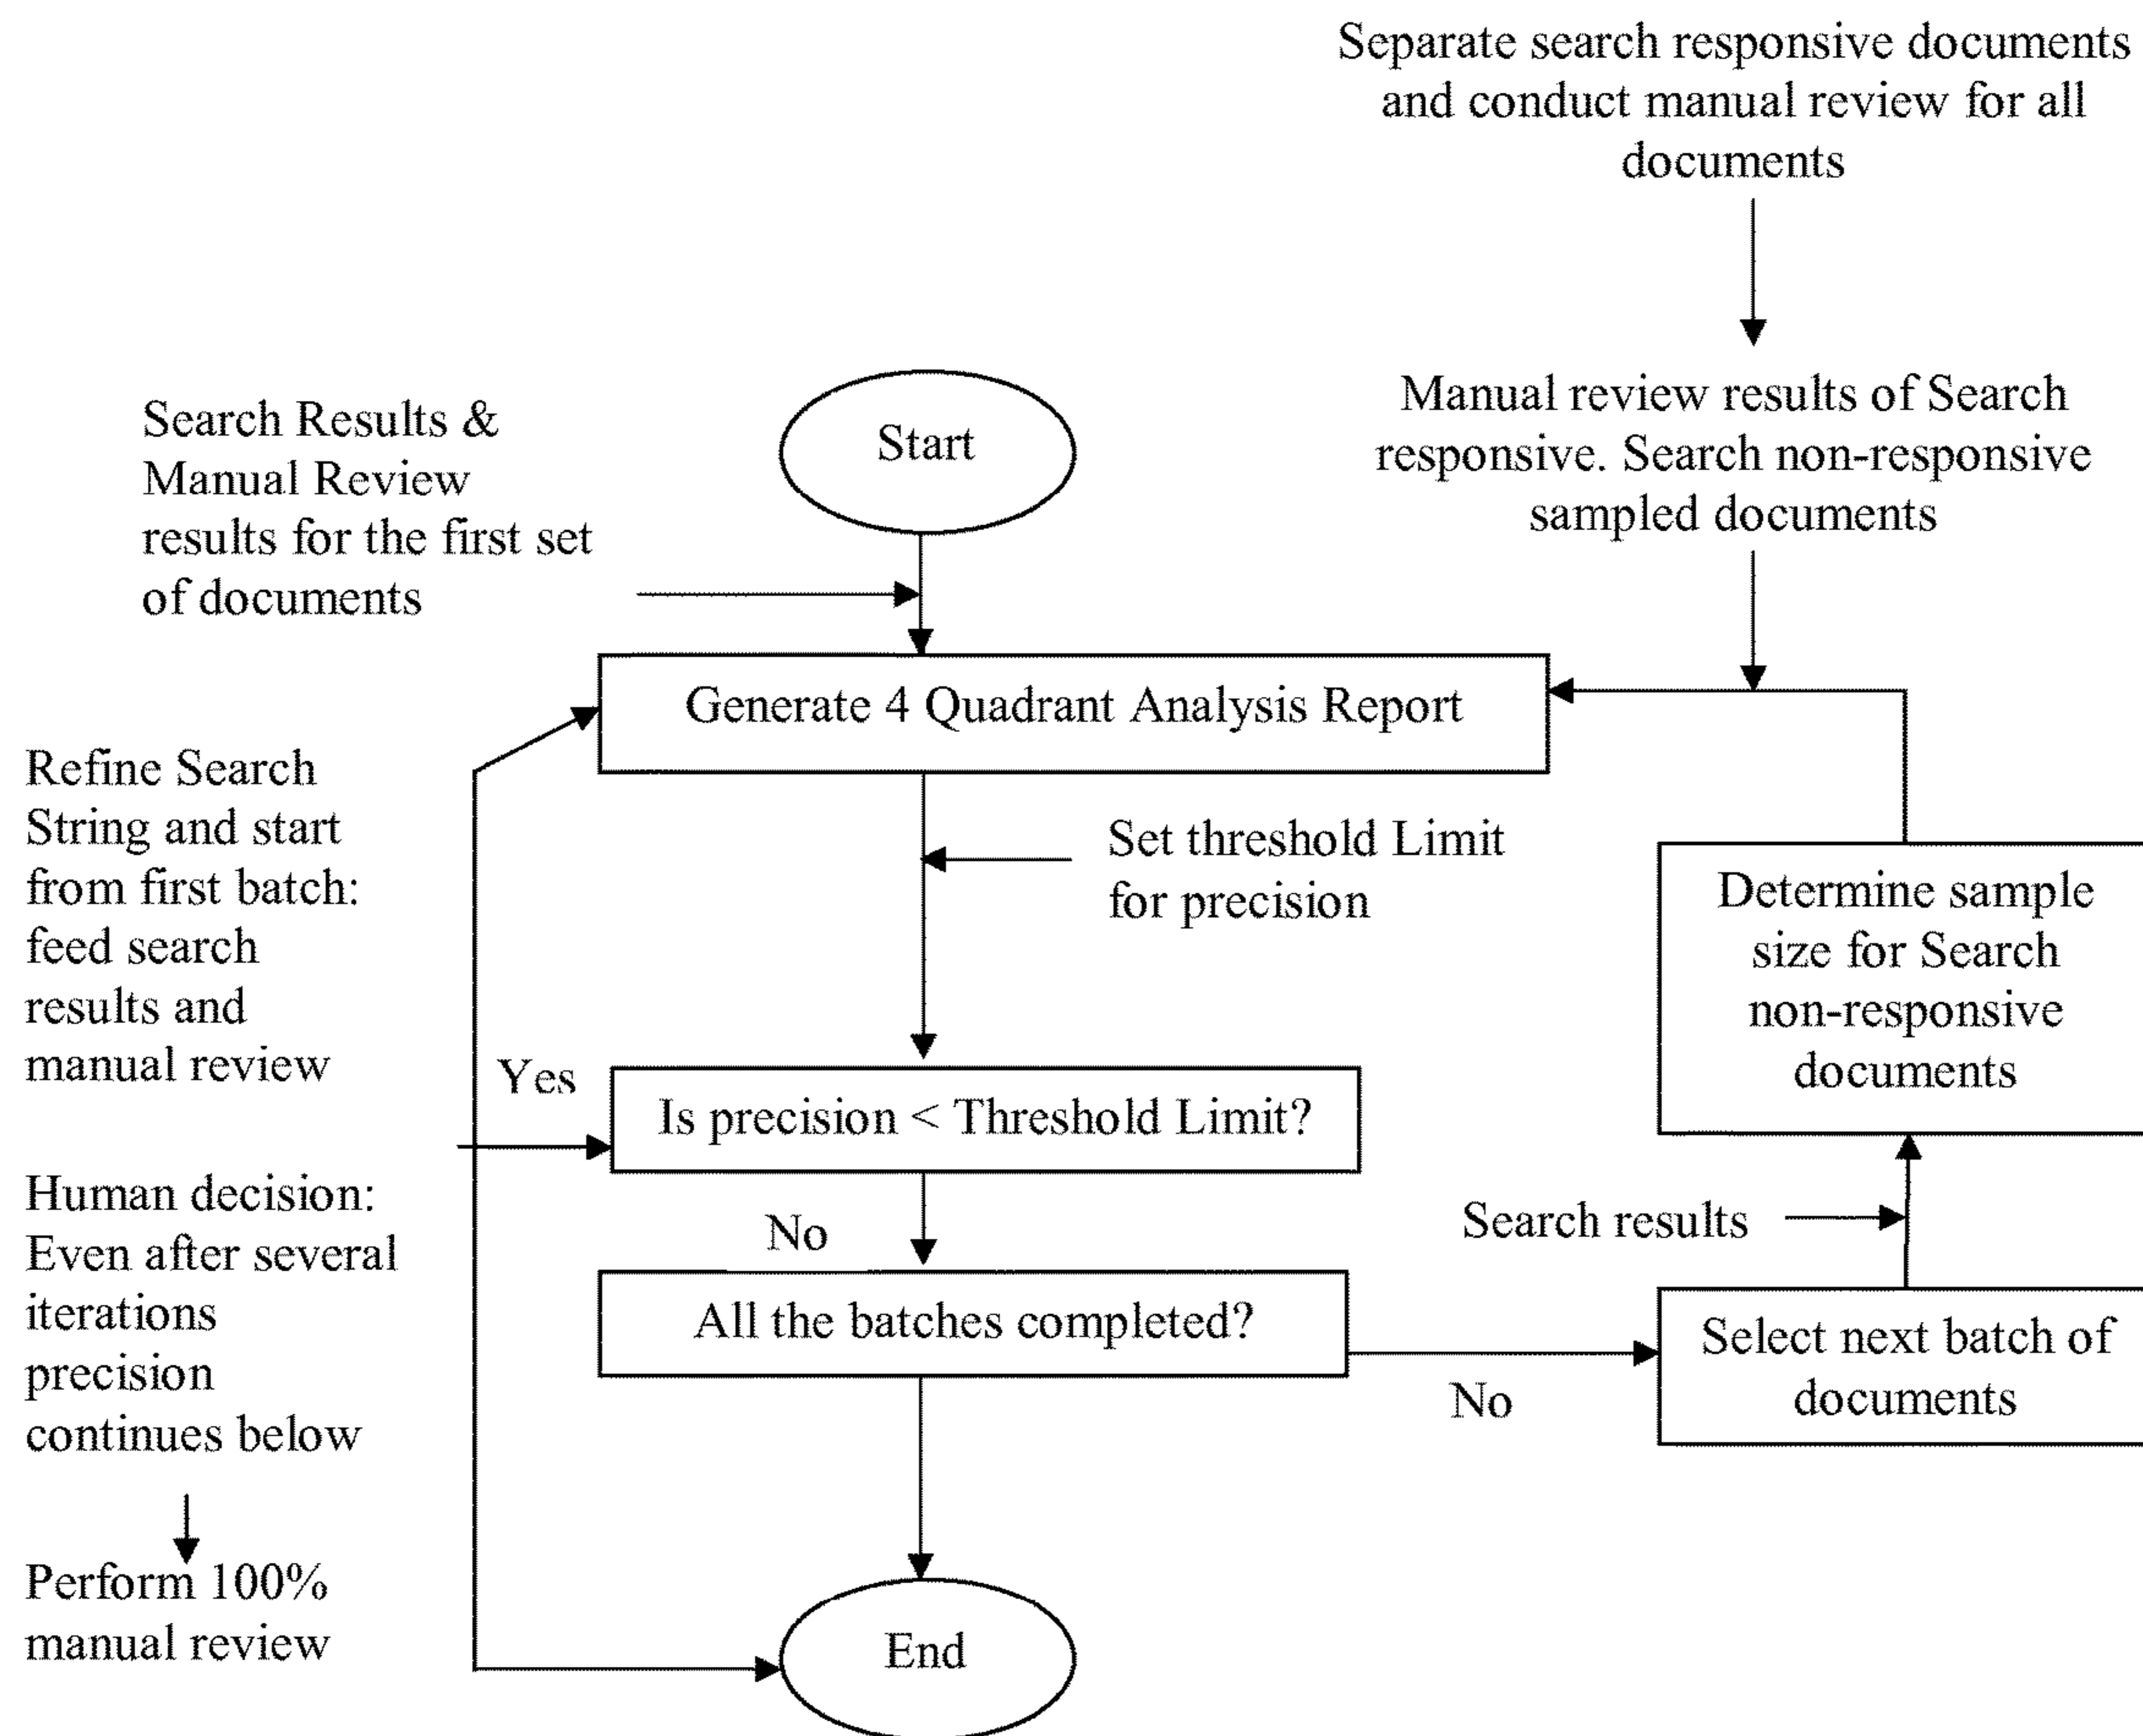 Separate search responsive documents
and conduct manual review for all
documents
Search Results &
Manual Review
results for the first set
of documents
Start
Manual review results of Search
responsive. Search non-responsive
sampled documents
Generate 4 Quadrant Analysis Report
Refine Search
String and start
from first batch:
feed search
results and
manual review
Set threshold Limit
for precision
Determine sample
size for Search
non-responsive
documents
Yes
Is precision < Threshold Limit?
Human decision:
Even after several
iterations
precision
continues below
No
Search results
All the batches completed?
No
Select next batch of
documents
Perform 100%
manual review
End